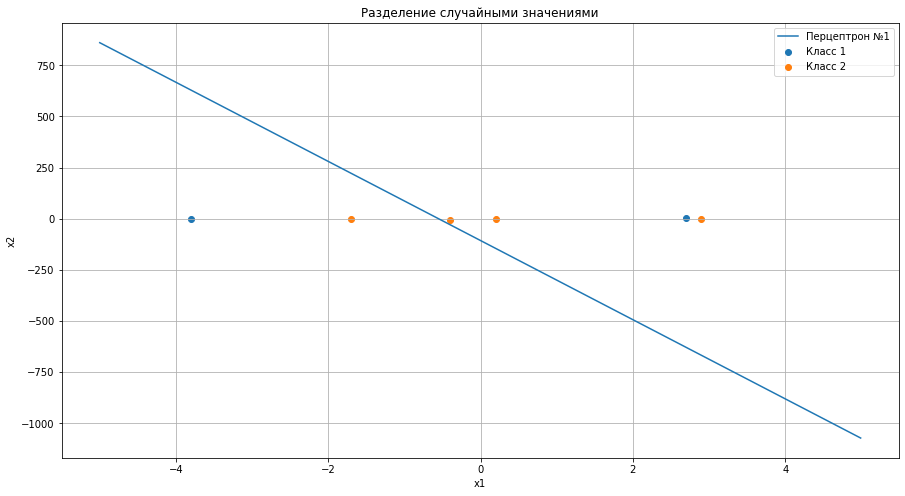 Разделение случайными значениями
Перцептрон №1
Класс 1
Класс 2
x2
750
500
250
0
−250
−500
−750
−1000
−4
−2
0
2
4
x1